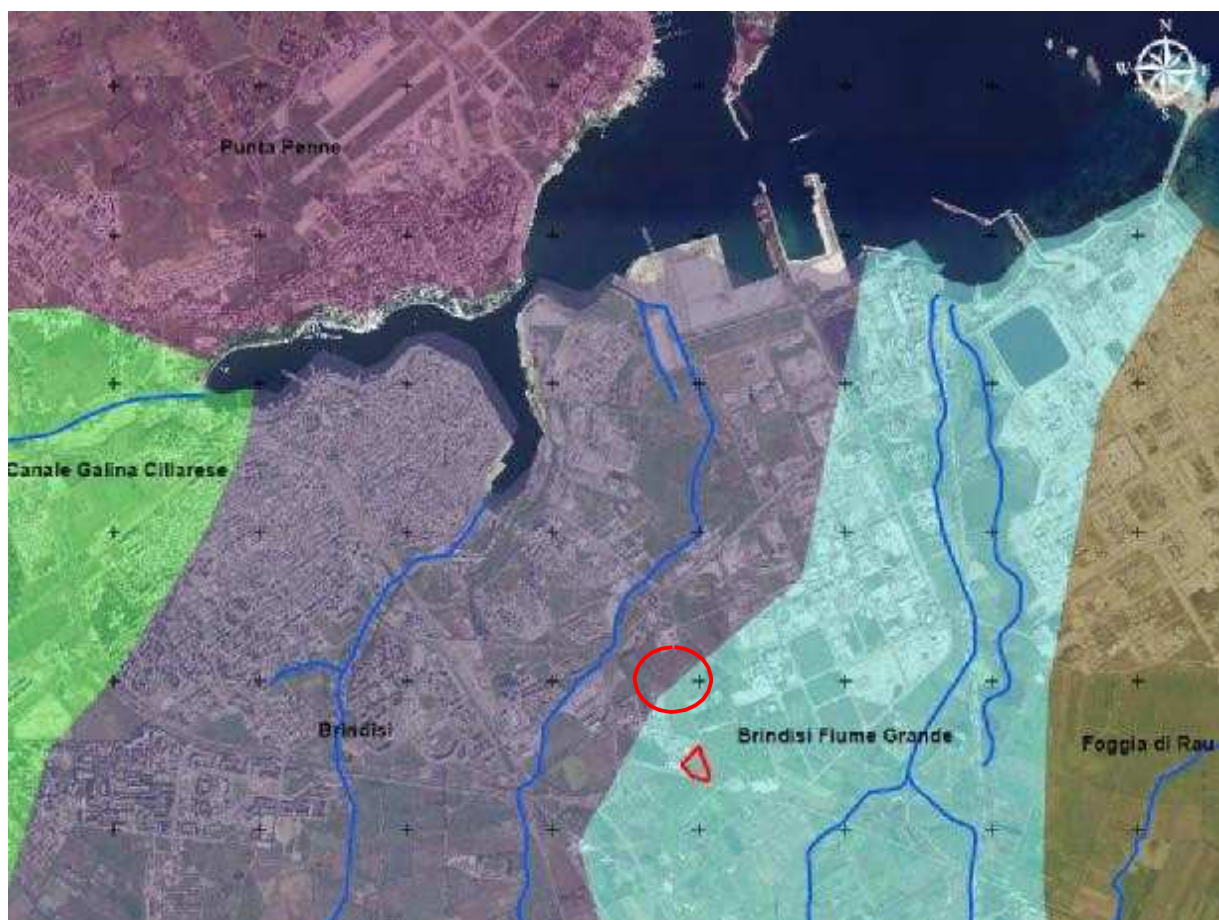 N
W
E
S
Punta Penne
Canale Galina Cillarese
Brindisi
Brindisi Fiume Grande
Foggia di Rau